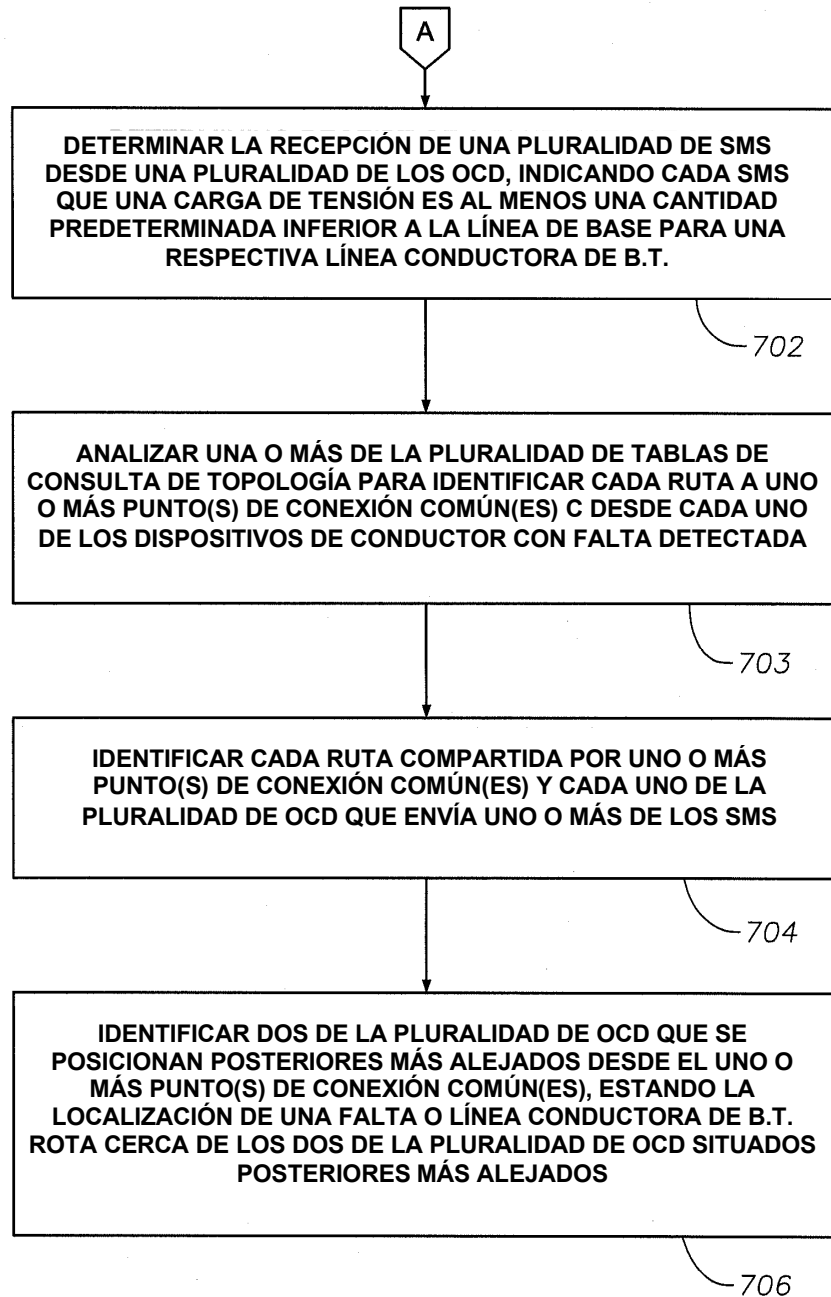 A
DETERMINAR LA RECEPCIÓN DE UNA PLURALIDAD DE SMS
DESDE UNA PLURALIDAD DE LOS OCD, INDICANDO CADA SMS
QUE UNA CARGA DE TENSIÓN ES AL MENOS UNA CANTIDAD
PREDETERMINADA INFERIOR A LA LÍNEA DE BASE PARA UNA
RESPECTIVA LÍNEA CONDUCTORA DE B.T.
702
ANALIZAR UNA O MÁS DE LA PLURALIDAD DE TABLAS DE
CONSULTA DE TOPOLOGÍA PARA IDENTIFICAR CADA RUTA A UNO
O MÁS PUNTO(S) DE CONEXIÓN COMÚN(ES) C DESDE CADA UNO
DE LOS DISPOSITIVOS DE CONDUCTOR CON FALTA DETECTADA
703
IDENTIFICAR CADA RUTA COMPARTIDA POR UNO O MÁS
PUNTO(S) DE CONEXIÓN COMÚN(ES) Y CADA UNO DE LA
PLURALIDAD DE OCD QUE ENVÍA UNO O MÁS DE LOS SMS
704
IDENTIFICAR DOS DE LA PLURALIDAD DE OCD QUE SE
POSICIONAN POSTERIORES MÁS ALEJADOS DESDE EL UNO O
MÁS PUNTO(S) DE CONEXIÓN COMÚN(ES), ESTANDO LA
LOCALIZACIÓN DE UNA FALTA O LÍNEA CONDUCTORA DE B.T.
ROTA CERCA DE LOS DOS DE LA PLURALIDAD DE OCD SITUADOS
POSTERIORES MÁS ALEJADOS
706